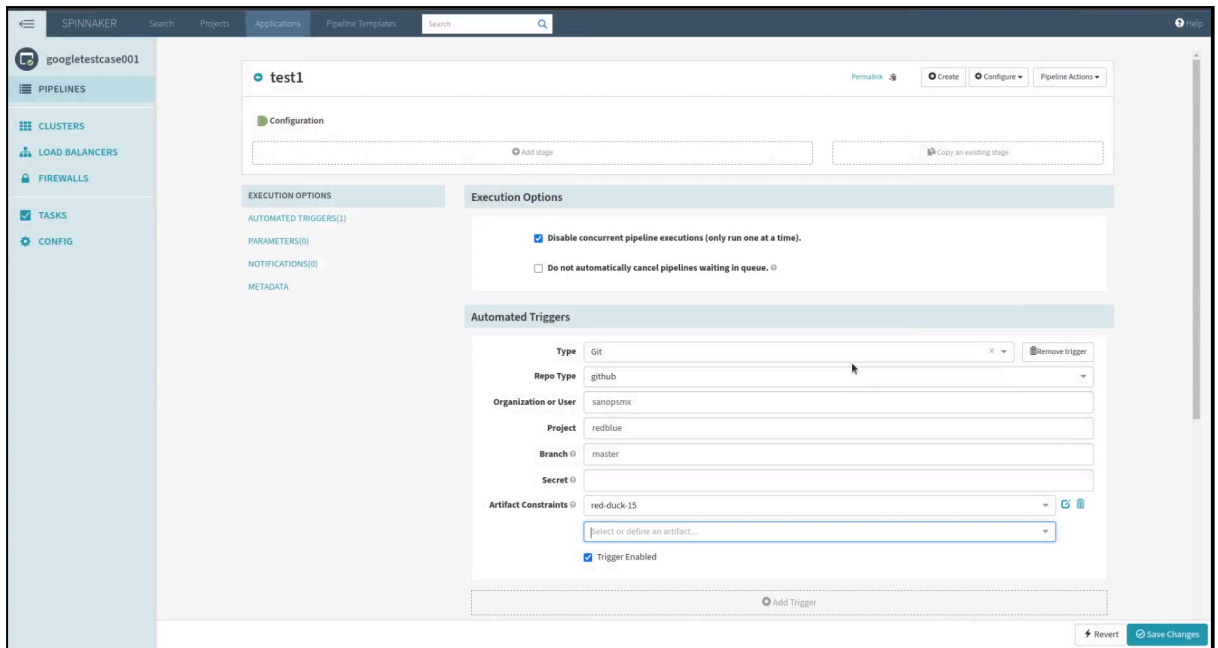 SPINNAKER Search Projects Applications Pipeline Templates Search Help
googletestcase001
PIPELINES
CLUSTERS
LOAD BALANCERS
FIREWALLS
TASKS
CONFIG
test1 Permalink Create Configure Pipeline Actions
Configuration
Add stage Copy an existing stage
EXECUTION OPTIONS
AUTOMATED TRIGGERS(1)
PARAMETERS(0)
NOTIFICATIONS(0)
METADATA
Execution Options
Disable concurrent pipeline executions (only run one at a time).
Do not automatically cancel pipelines waiting in queue.
Automated Triggers
Type Git Remove trigger
Repo Type github
Organization or User sanopsmx
Project redblue
Branch master
Secret
Artifact Constraints red-duck-15
Select or define an artifact...
Trigger Enabled
Add Trigger
Revert Save Changes